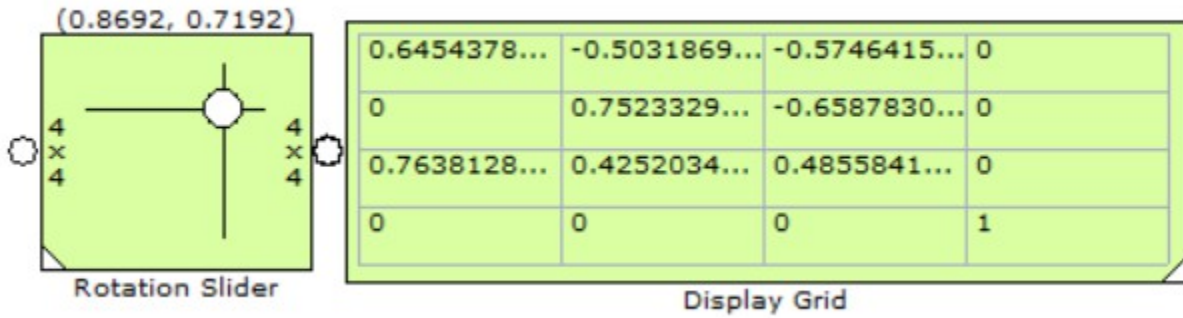 (0.8692, 0.7192)
4
×
4
4
×
4
Rotation Slider
0.6454378... -0.5031869... -0.5746415... 0
0 0.7523329... -0.6587830... 0
0.7638128... 0.4252034... 0.4855841... 0
0 0 0 1
Display Grid